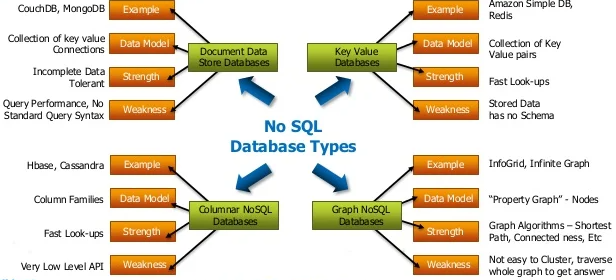 CouchDB, MongoDB
Example
Collection of key value
Connections
Data Model
Incomplete Data
Tolerant
Strength
Query Performance, No
Standard Query Syntax
Weakness
Document Data
Store Databases
Key Value
Databases
Example
Amazon Simple DB,
Redis
Data Model
Collection of Key
Value pairs
Strength
Fast Look-ups
Weakness
Stored Data
has no Schema
No SQL
Database Types
Hbase, Cassandra
Example
Column Families
Data Model
Fast Look-ups
Strength
Very Low Level API
Weakness
Columnar NoSQL
Databases
Graph NoSQL
Databases
Example
InfoGrid, Infinite Graph
Data Model
“Property Graph” - Nodes
Strength
Graph Algorithms – Shortest
Path, Connected ness, Etc
Weakness
Not easy to Cluster, traverse
whole graph to get answer